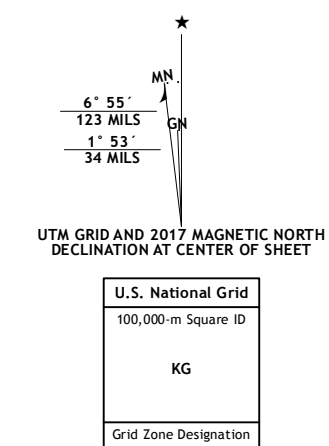 ★
MN
6° 55´
123 MILS
GN
1° 53´
34 MILS
UTM GRID AND 2017 MAGNETIC NORTH
DECLINATION AT CENTER OF SHEET
U.S. National Grid
100,000-m Square ID
KG
Grid Zone Designation